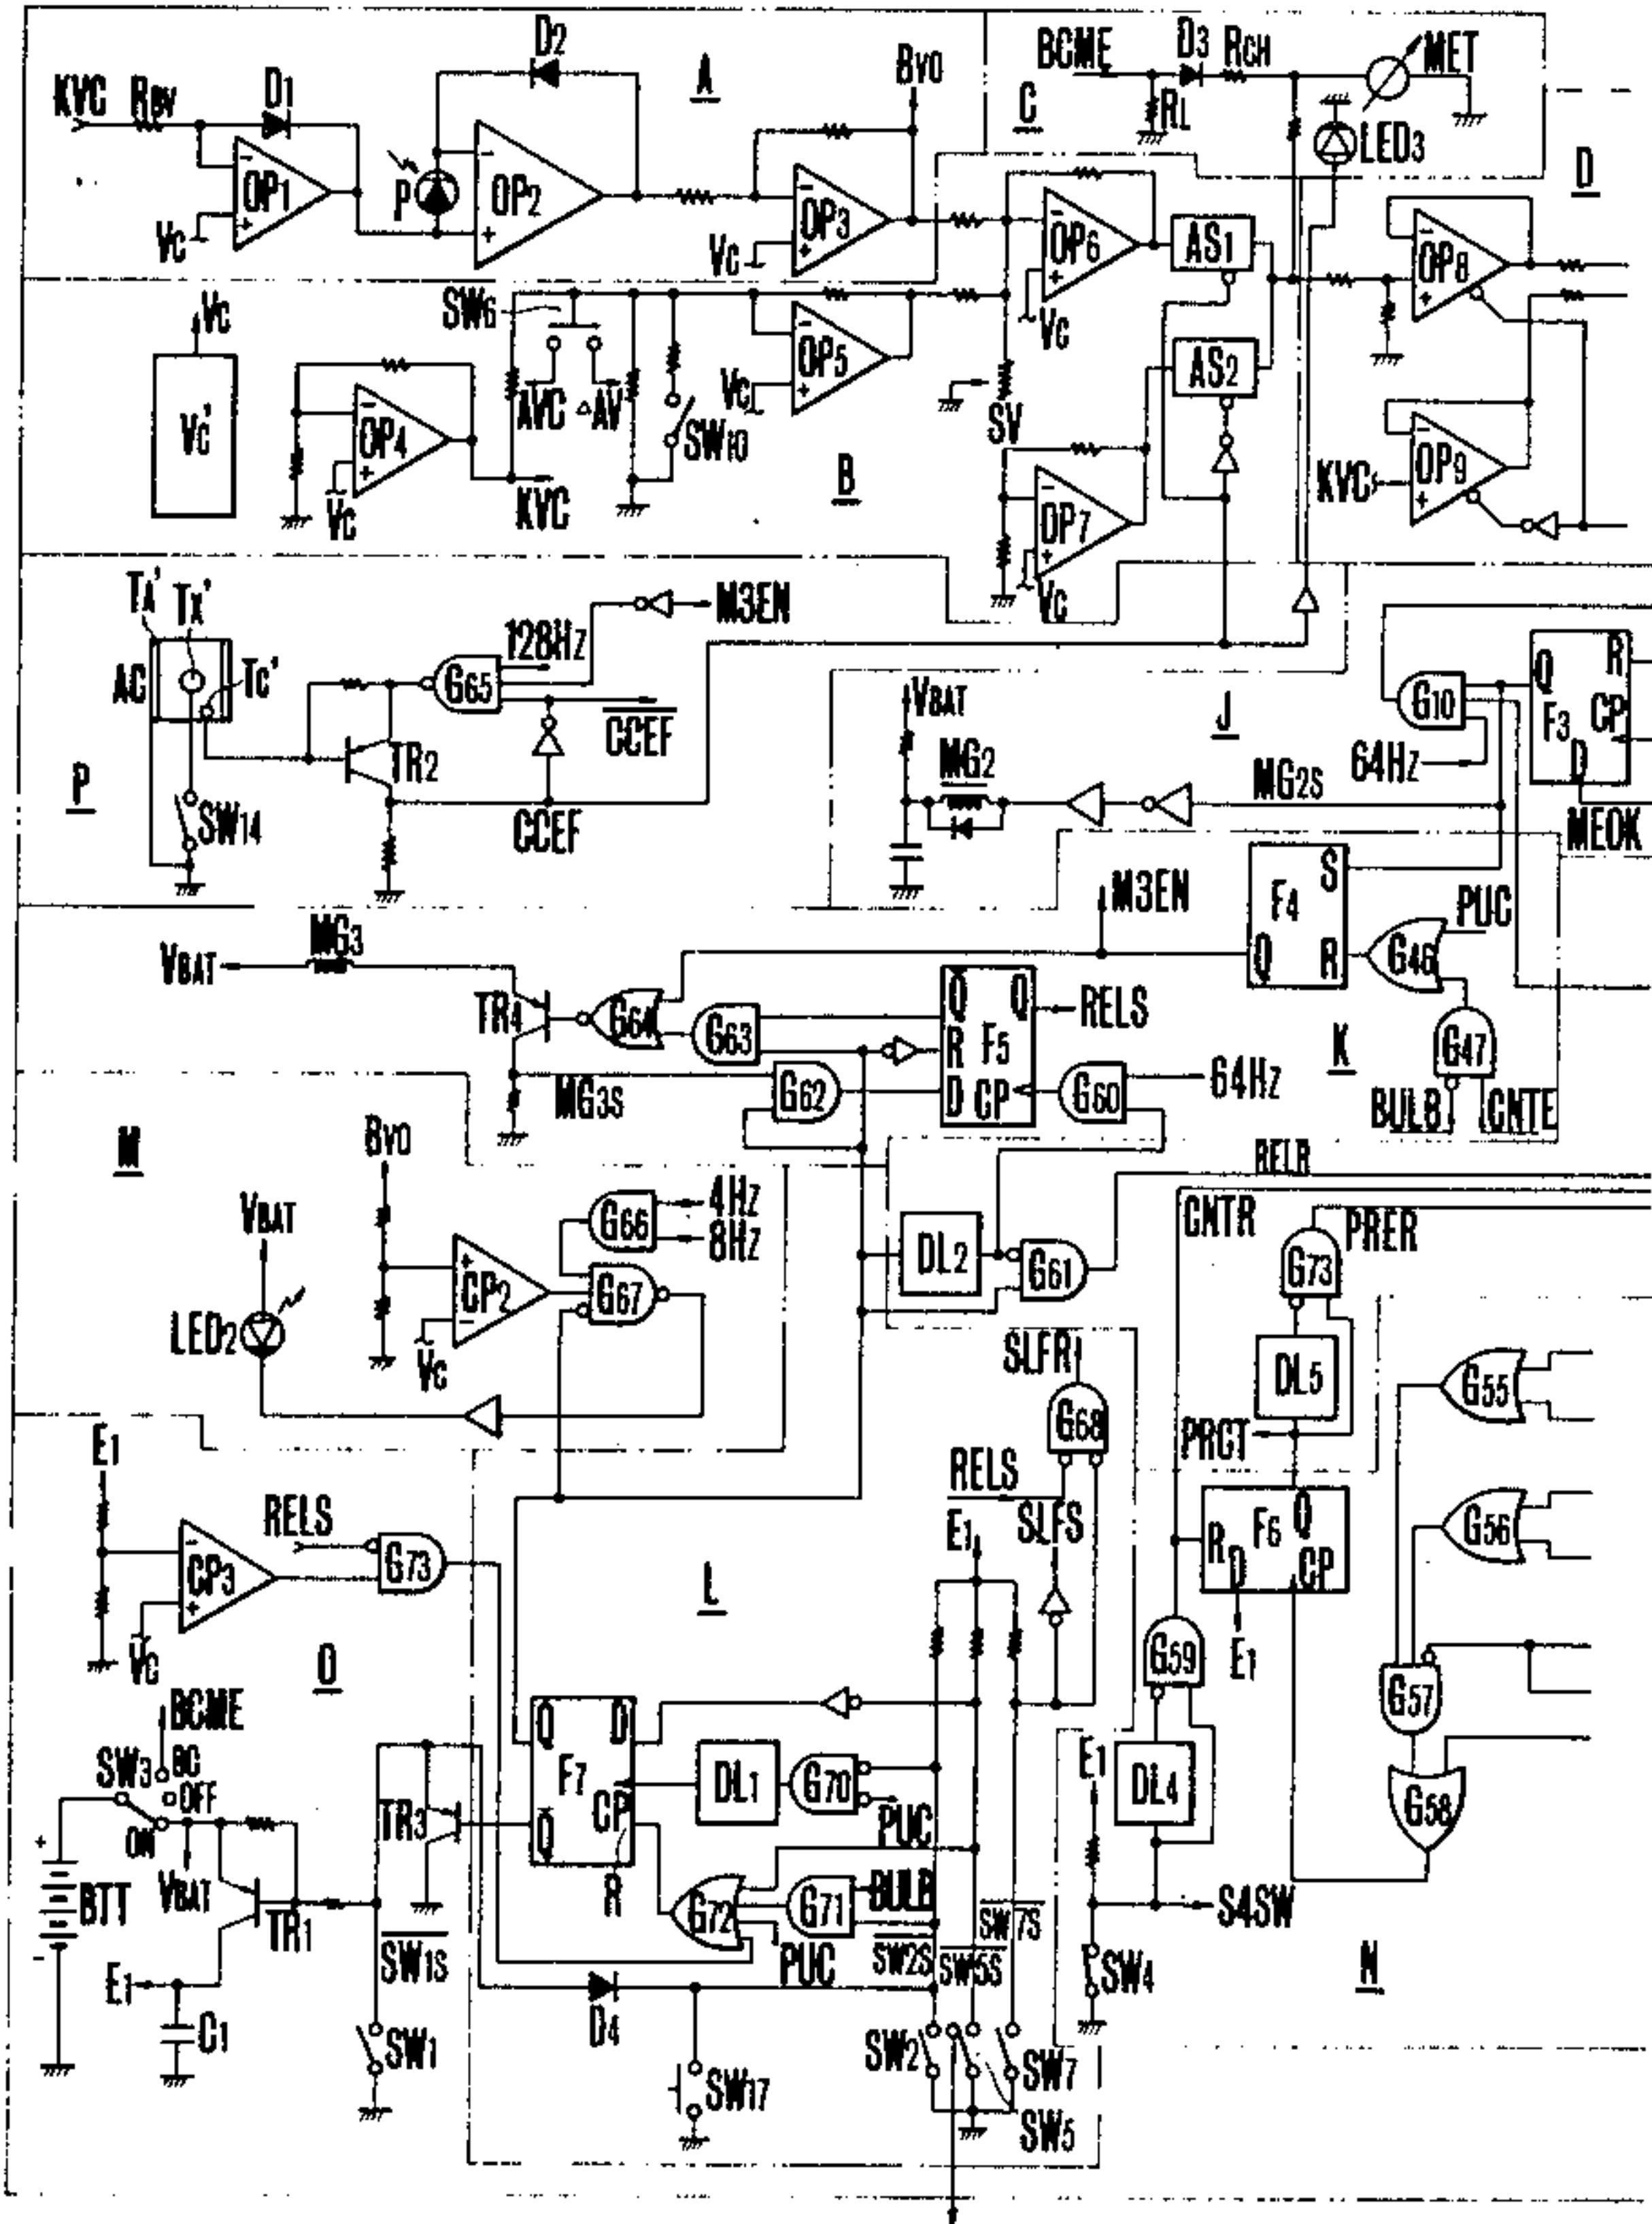 D2
A
BVO
BCME
D3
RCH
MET
KVC
RBV
D1
C
RL
LED3
D
P
OP1
OP2
OP3
OP6
AS1
OP8
VC
VC
VC
VC
SW6
OP5
AS2
VC'
AVC
ΔAV
VC
SV
OP4
SW10
OP9
KVC
B
VC
KVC
OP7
VC
TA'
TX'
M3EN
128Hz
AC
TC'
G65
VBAT
J
G10
Q
R
F3
CP
D
CCEF
64Hz
P
TR2
MG2
MG2S
SW14
CCEF
MEOK
S
F4
M3EN
PUC
MG3
VBAT
Q
R
G46
TR4
G64
G63
Q
Q
RELS
R
F5
K
G47
G62
D
CP
G60
64Hz
MG3S
BULB
CNTE
M
BVO
RELR
VBAT
G66
4Hz
8Hz
CNTR
PRER
DL2
G61
G73
CP2
G67
LED2
VC
SLFR
DL5
G55
G68
PRCT
E1
RELS
RELS
E1
SLFS
F6
Q
G56
R
D
CP
CP3
G73
L
VC
O
G59
E1
G57
BCME
BC
SW3
OFF
ON
Q
D
F7
DL1
G70
E1
DL4
G58
TR3
CP
Q
PUC
VBAT
BTT
R
BULB
G72
G71
SW7S
S4SW
TR1
SW1S
PUC
SW2S
SW5S
SW4
N
E1
C1
D4
SW1
SW2
SW7
SW17
SW5